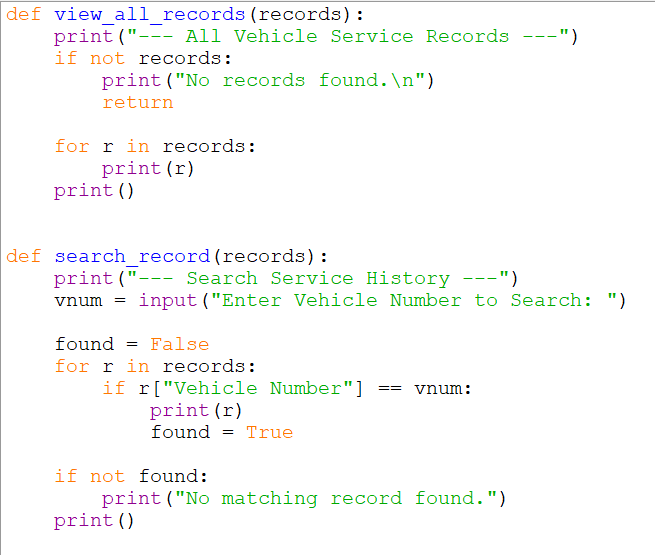 def view_all_records(records):
    print("--- All Vehicle Service Records ---")
    if not records:
        print("No records found.\n")
        return

    for r in records:
        print(r)
    print()


def search_record(records):
    print("--- Search Service History ---")
    vnum = input("Enter Vehicle Number to Search: ")

    found = False
    for r in records:
        if r["Vehicle Number"] == vnum:
            print(r)
            found = True

    if not found:
        print("No matching record found.")
    print()